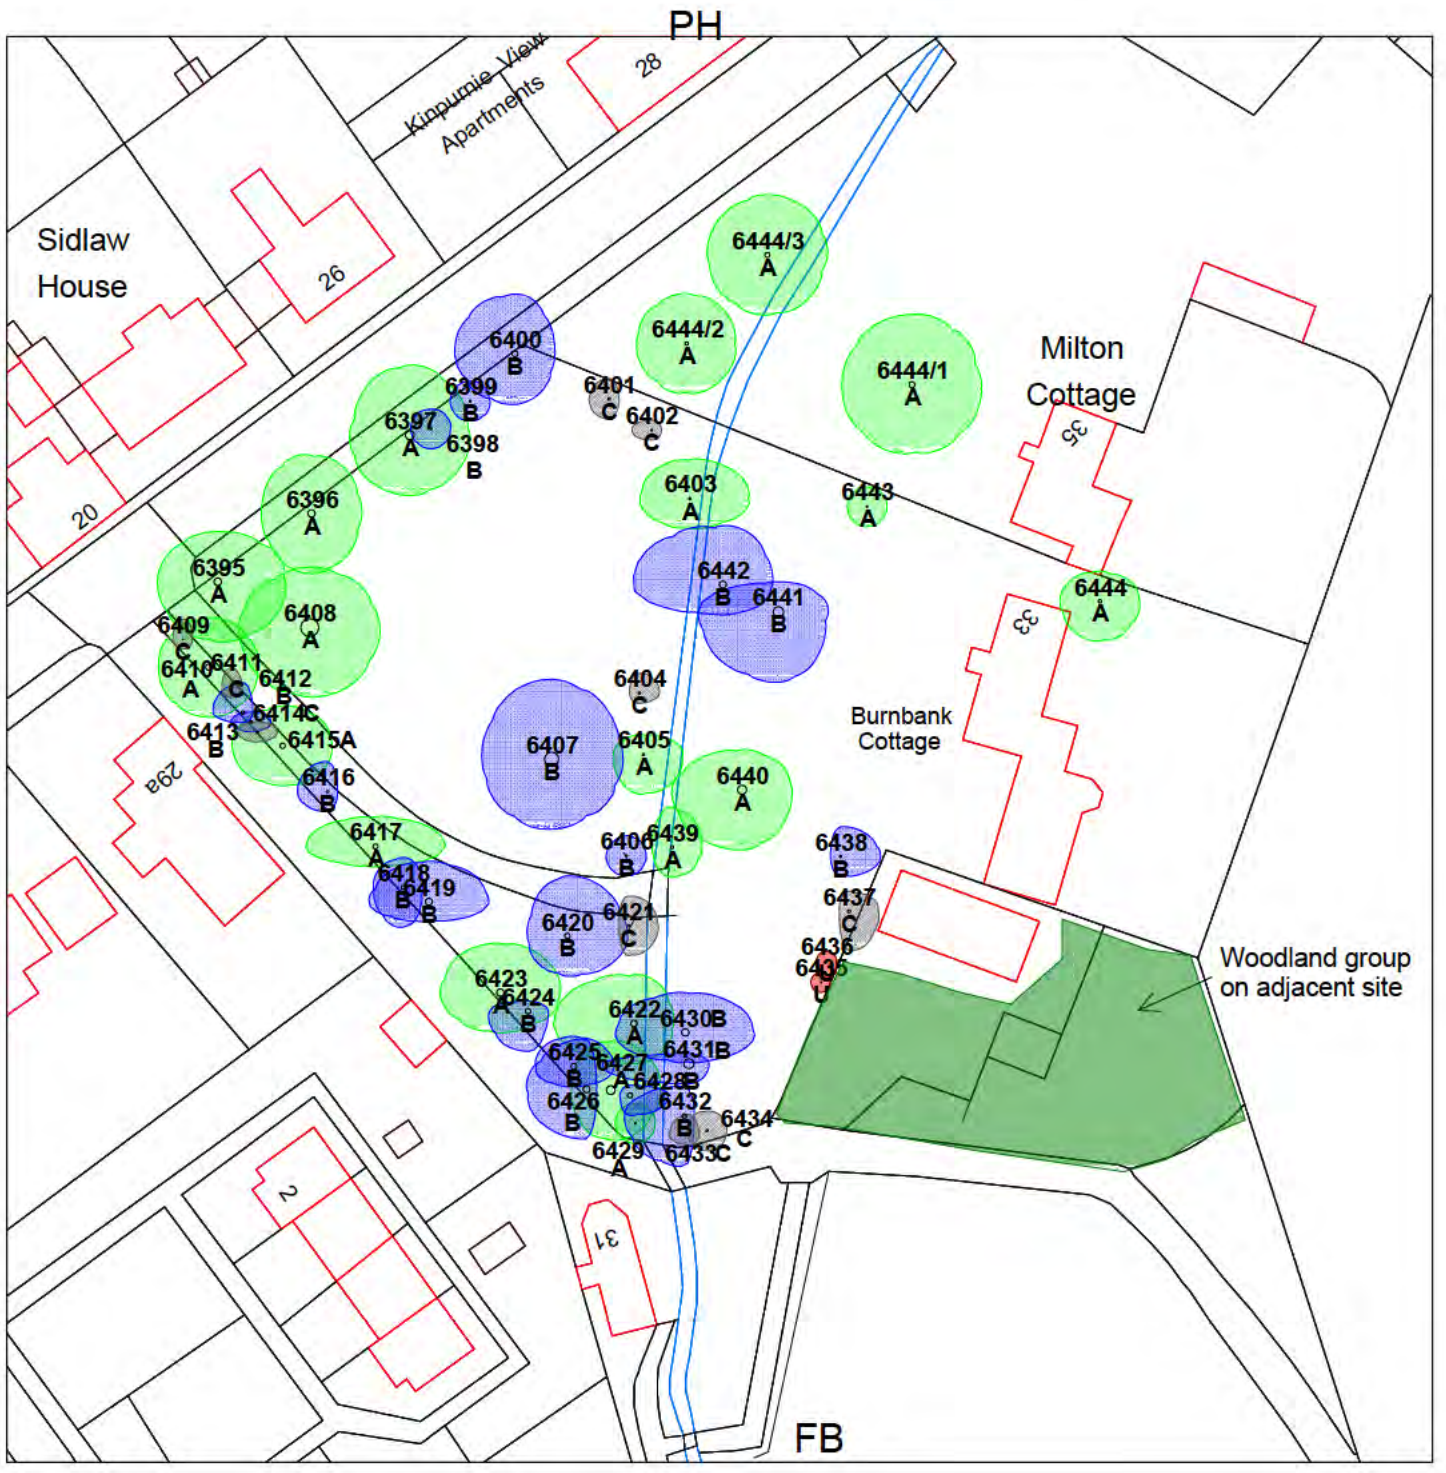 PH
Kinpurnie View
Apartments
28
Sidlaw
House
26
20
6444/3
A
6444/2
A
6444/1
A
Milton
Cottage
35
6400
B
6399
B
6401
C
6402
C
6397
A
6398
B
6396
A
6403
A
6443
A
6395
A
6442
B
6441
B
6444
A
33
6408
A
6409
C
6410
A
6411
C
6412
B
6413
B
6414C
6415A
6404
C
6407
B
6405
A
6440
A
Burnbank
Cottage
29a
6416
B
6417
A
6406
B
6439
A
6438
B
6418
B
6419
B
6420
B
6421
C
6437
C
6436
U
6435
U
Woodland group
on adjacent site
6423
A
6424
B
6422
A
6430B
6431B
6425
B
6427
A
6428B
6426
B
6432
B
6434
C
6429
A
6433C
2
31
FB